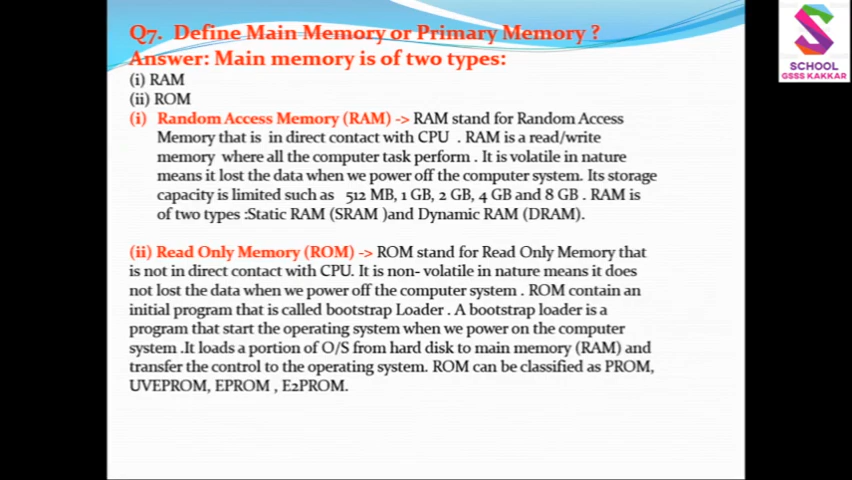 Q7. Define Main Memory or Primary Memory ?
Answer: Main memory is of two types:
(i) RAM
(ii) ROM
(i) Random Access Memory (RAM) -> RAM stand for Random Access
Memory that is in direct contact with CPU . RAM is a read/write
memory where all the computer task perform . It is volatile in nature
means it lost the data when we power off the computer system. Its storage
capacity is limited such as 512 MB, 1 GB, 2 GB, 4 GB and 8 GB . RAM is
of two types :Static RAM (SRAM )and Dynamic RAM (DRAM).
(ii) Read Only Memory (ROM) -> ROM stand for Read Only Memory that
is not in direct contact with CPU. It is non- volatile in nature means it does
not lost the data when we power off the computer system . ROM contain an
initial program that is called bootstrap Loader . A bootstrap loader is a
program that start the operating system when we power on the computer
system .It loads a portion of O/S from hard disk to main memory (RAM) and
transfer the control to the operating system. ROM can be classified as PROM,
UVEPROM, EPROM , E2PROM.
SCHOOL
GSSS KAKKAR